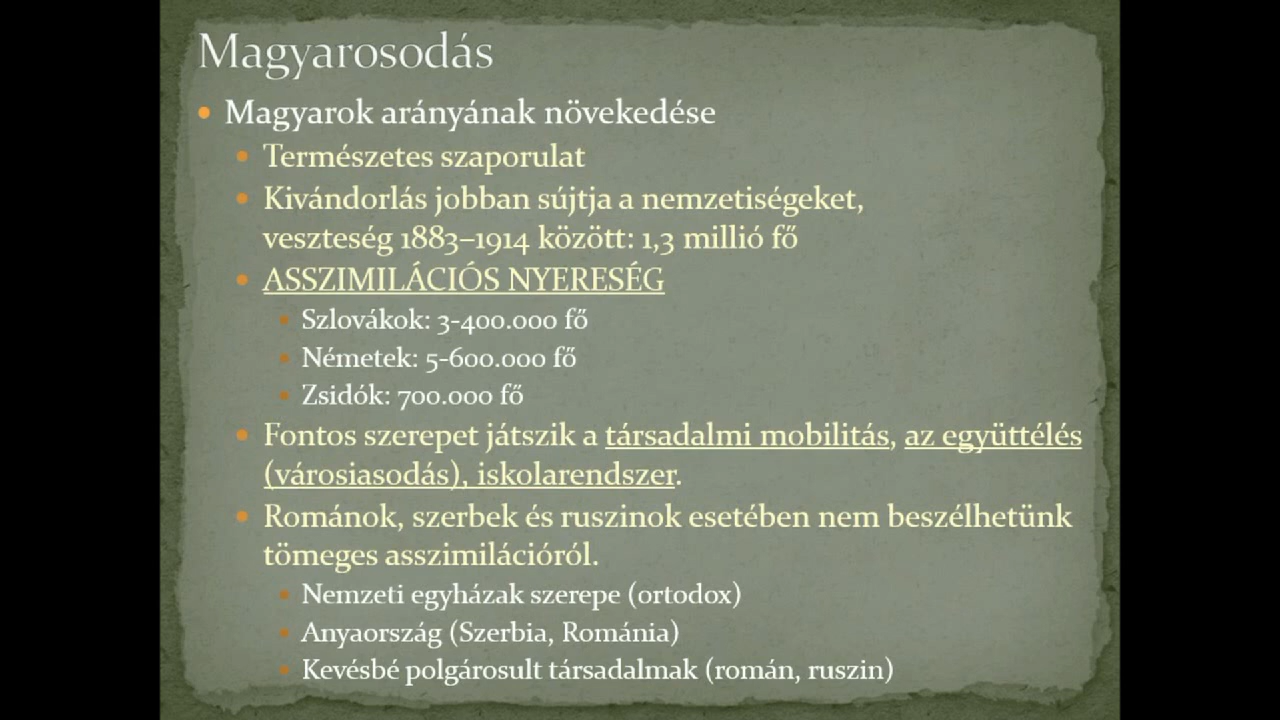 Magyarosodás
Magyarok arányának növekedése
Természetes szaporulat
Kivándorlás jobban sújtja a nemzetiségeket,
veszteség 1883–1914 között: 1,3 millió fő
ASSZIMILÁCIÓS NYERESÉG
Szlovákok: 3-400.000 fő
Németek: 5-600.000 fő
Zsidók: 700.000 fő
Fontos szerepet játszik a társadalmi mobilitás, az együttélés
(városiasodás), iskolarendszer.
Románok, szerbek és ruszinok esetében nem beszélhetünk
tömeges asszimilációról.
Nemzeti egyházak szerepe (ortodox)
Anyaország (Szerbia, Románia)
Kevésbé polgárosult társadalmak (román, ruszin)